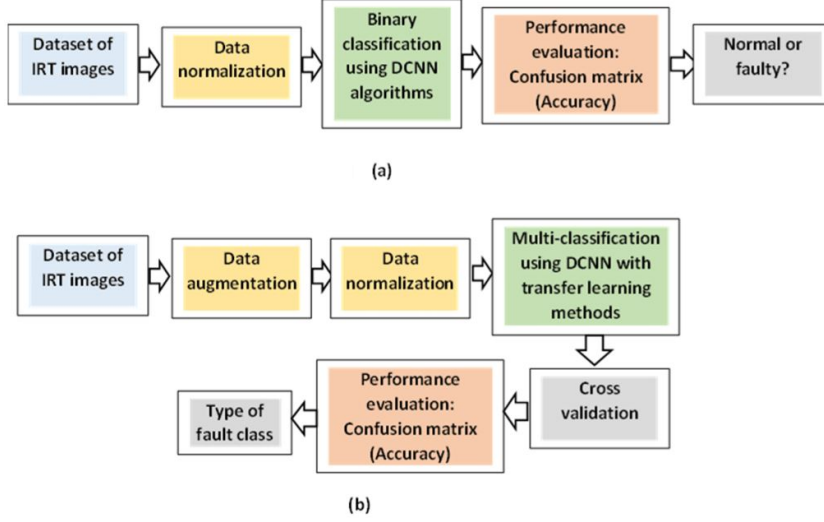 Dataset of
IRT images
Data
normalization
Binary
classification
using DCNN
algorithms
Performance
evaluation:
Confusion matrix
(Accuracy)
Normal or
faulty?
(a)
Dataset of
IRT images
Data
augmentation
Data
normalization
Multi-classification
using DCNN with
transfer learning
methods
Cross
validation
Performance
evaluation:
Confusion matrix
(Accuracy)
Type of
fault class
(b)